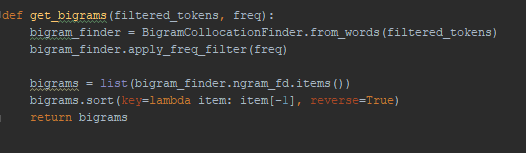 def get_bigrams(filtered_tokens, freq):
    bigram_finder = BigramCollocationFinder.from_words(filtered_tokens)
    bigram_finder.apply_freq_filter(freq)

    bigrams = list(bigram_finder.ngram_fd.items())
    bigrams.sort(key=lambda item: item[-1], reverse=True)
    return bigrams